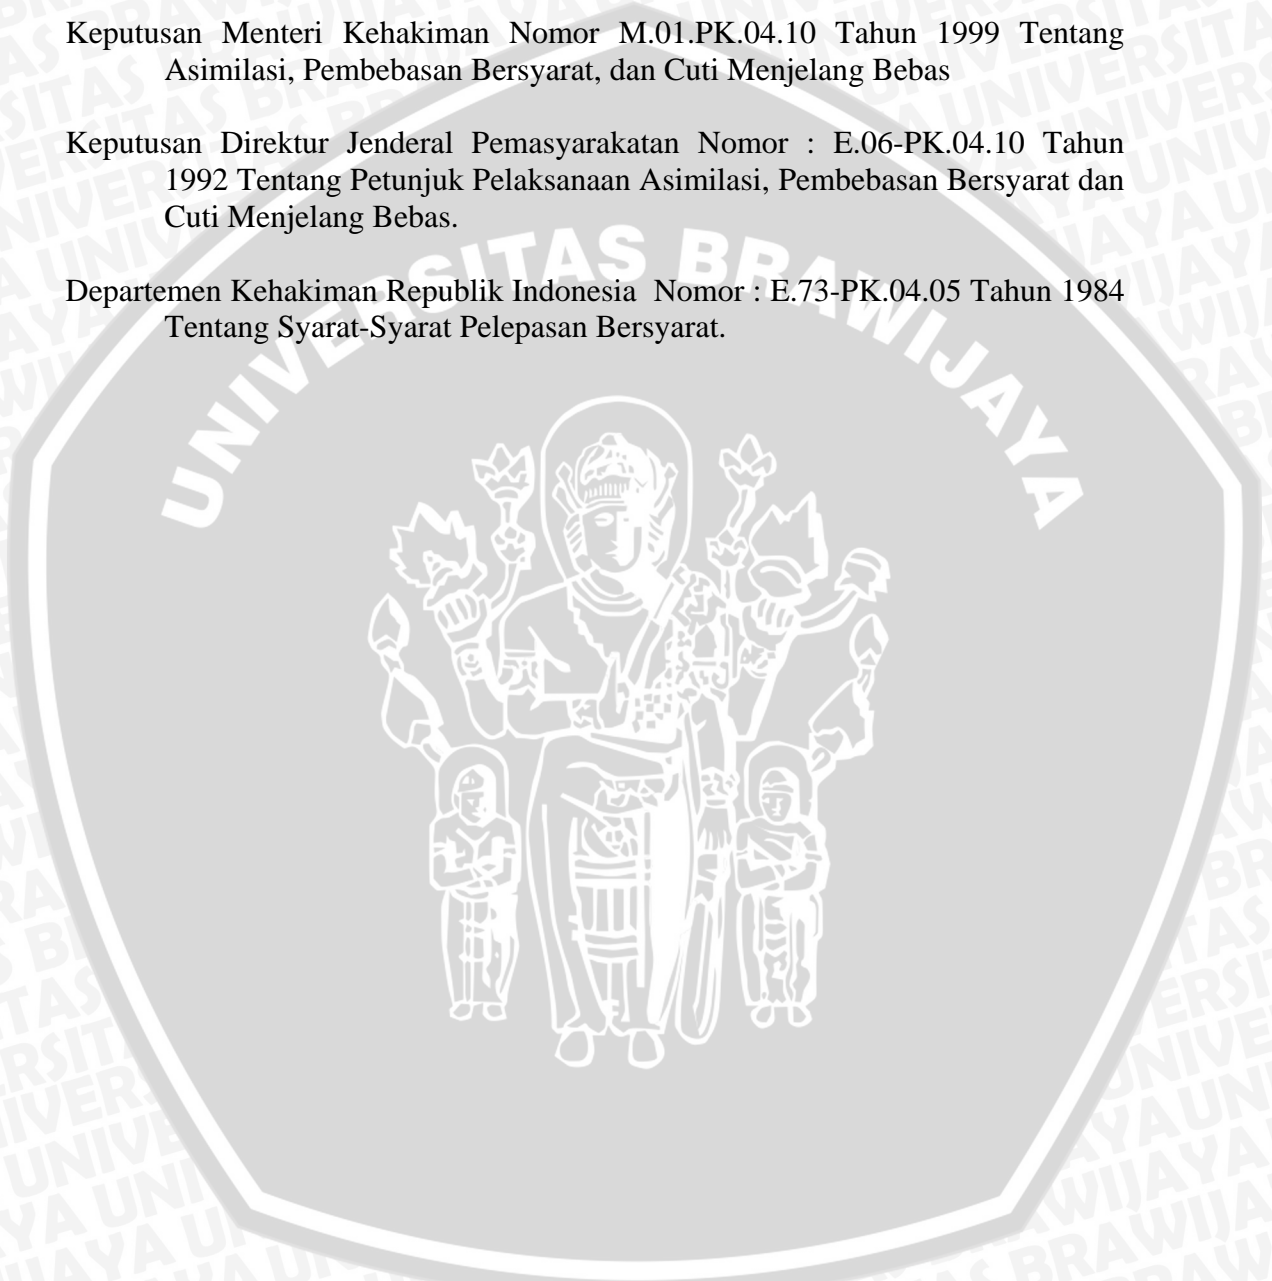 Keputusan Menteri Kehakiman Nomor M.01.PK.04.10 Tahun 1999 Tentang
Asimilasi, Pembebasan Bersyarat, dan Cuti Menjelang Bebas
Keputusan Direktur Jenderal Pemasyarakatan Nomor : E.06-PK.04.10 Tahun
1992 Tentang Petunjuk Pelaksanaan Asimilasi, Pembebasan Bersyarat dan
Cuti Menjelang Bebas.
Departemen Kehakiman Republik Indonesia Nomor : E.73-PK.04.05 Tahun 1984
Tentang Syarat-Syarat Pelepasan Bersyarat.
UNIVERSITAS BRAWIJAYA